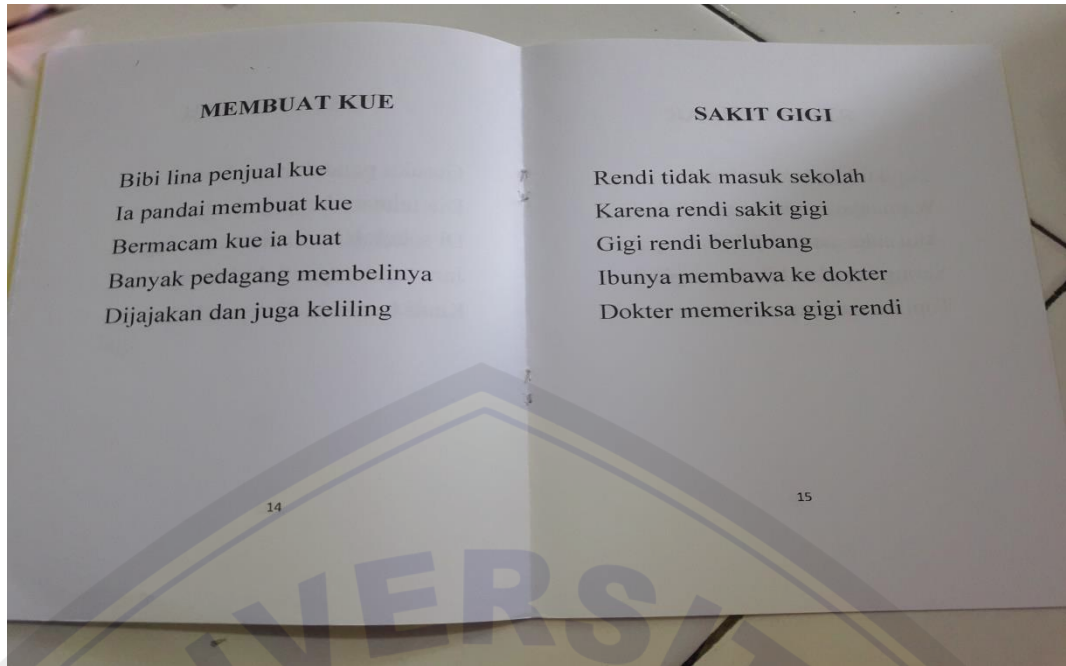 MEMBUAT KUE
Bibi lina penjual kue
Ia pandai membuat kue
Bermacam kue ia buat
Banyak pedagang membelinya
Dijajakan dan juga keliling
14
SAKIT GIGI
Rendi tidak masuk sekolah
Karena rendi sakit gigi
Gigi rendi berlubang
Ibunya membawa ke dokter
Dokter memeriksa gigi rendi
15